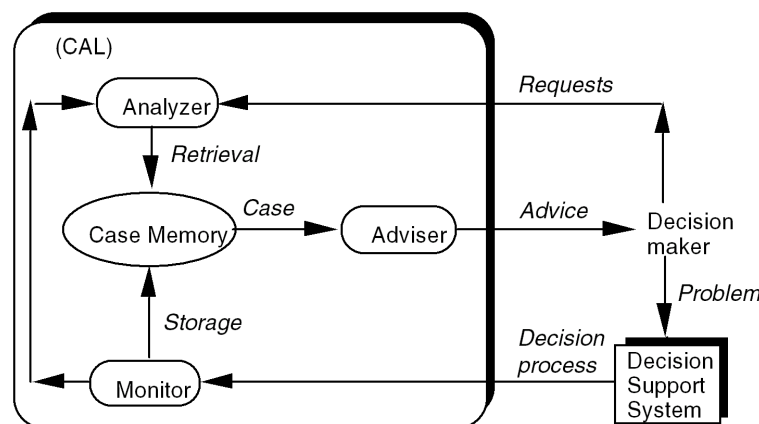 (CAL)
Requests
Analyzer
Retrieval
Case
Advice
Case Memory
Adviser
Decision
maker
Problem
Storage
Decision
process
Monitor
Decision
Support
System